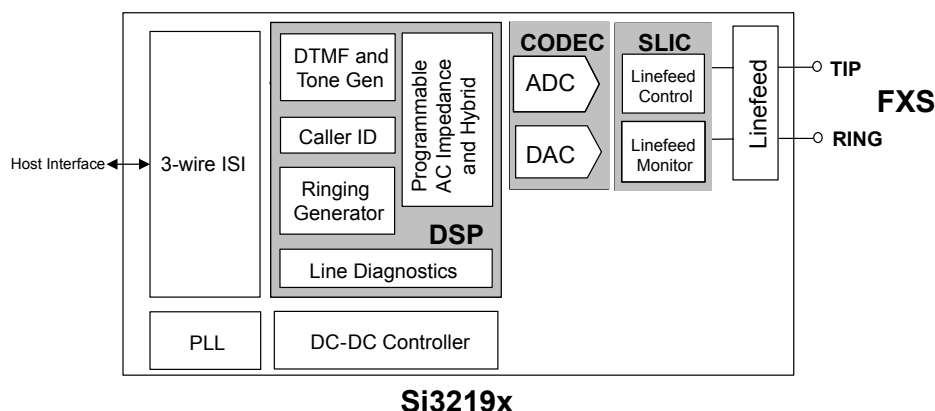 Host Interface
3-wire ISI
DTMF and
Tone Gen
Caller ID
Ringing
Generator
Programmable
AC Impedance
and Hybrid
DSP
Line Diagnostics
PLL
DC-DC Controller
CODEC
ADC
DAC
SLIC
Linefeed
Control
Linefeed
Monitor
Linefeed
TIP
FXS
RING
Si3219x